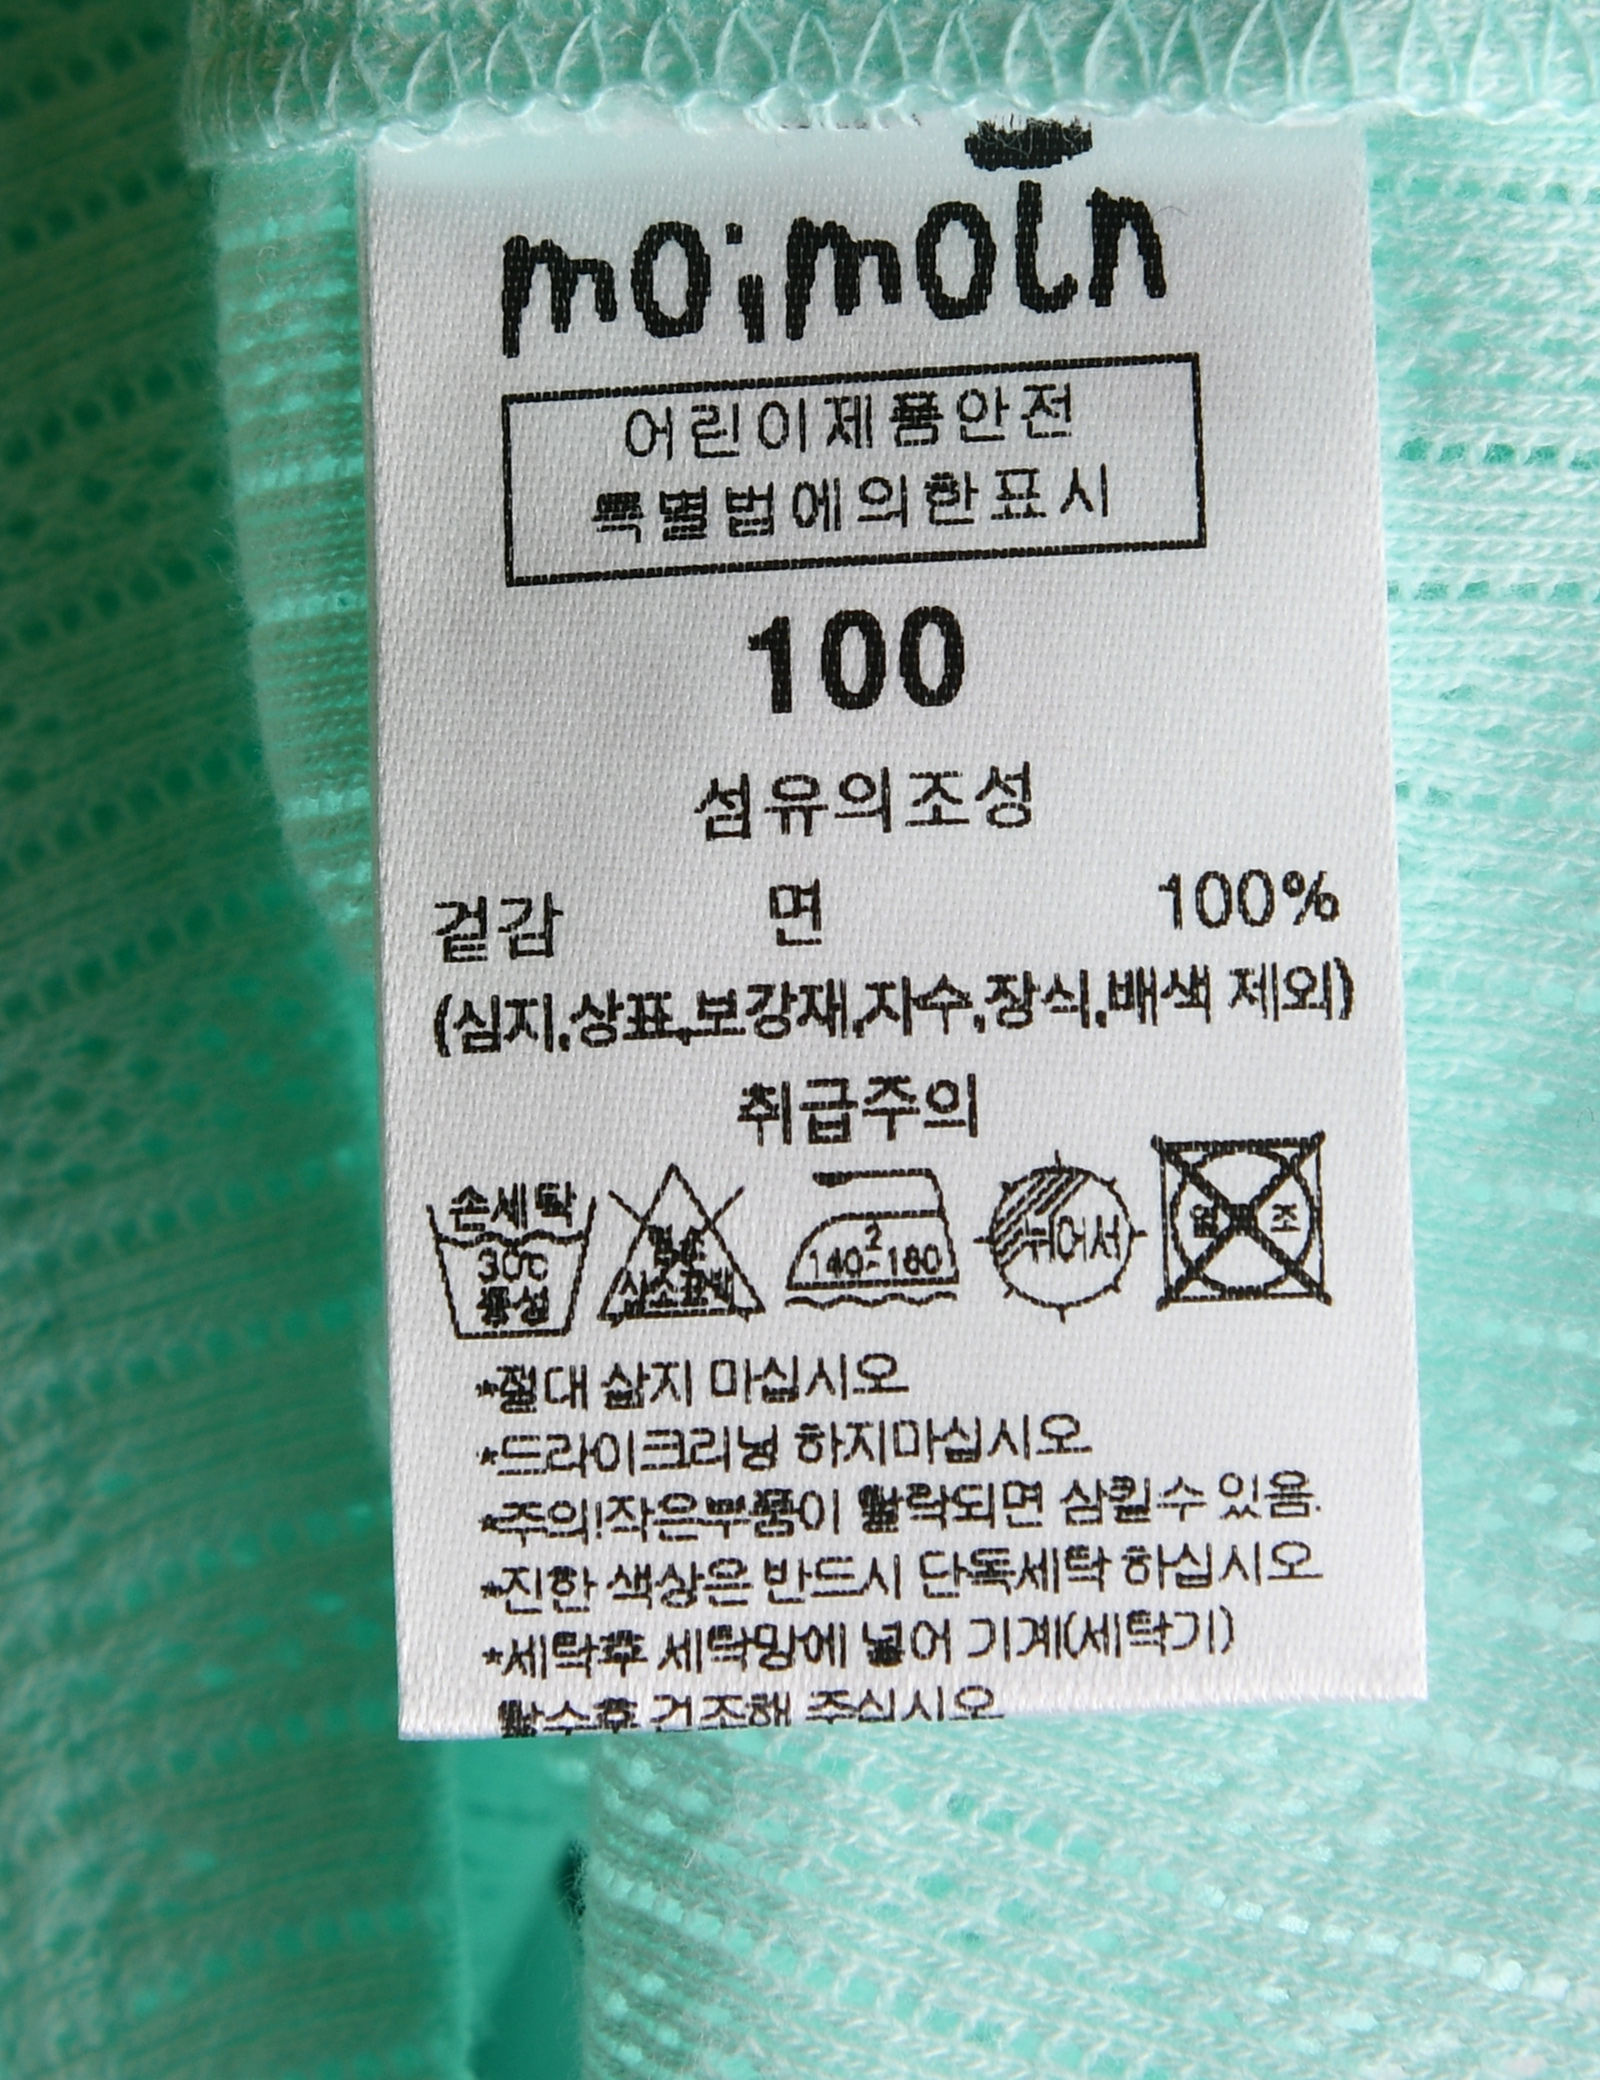 moimoln
어린이제품안전
특별법에의한표시
100
섬유의조성
겉감 면 100%
(심지,상표,보강재,자수,장식,배색 제외)
취급주의
손세탁
30℃
중성
염소
산소표백
2
140-160
뉘어서
*절대 삶지 마십시오
*드라이크리닝 하지마십시오
*주의!작은부품이 탈락되면 삼킬수 있음.
*진한 색상은 반드시 단독세탁 하십시오
*세탁후 세탁망에 넣어 기계(세탁기)
탈수후 건조해 주십시오